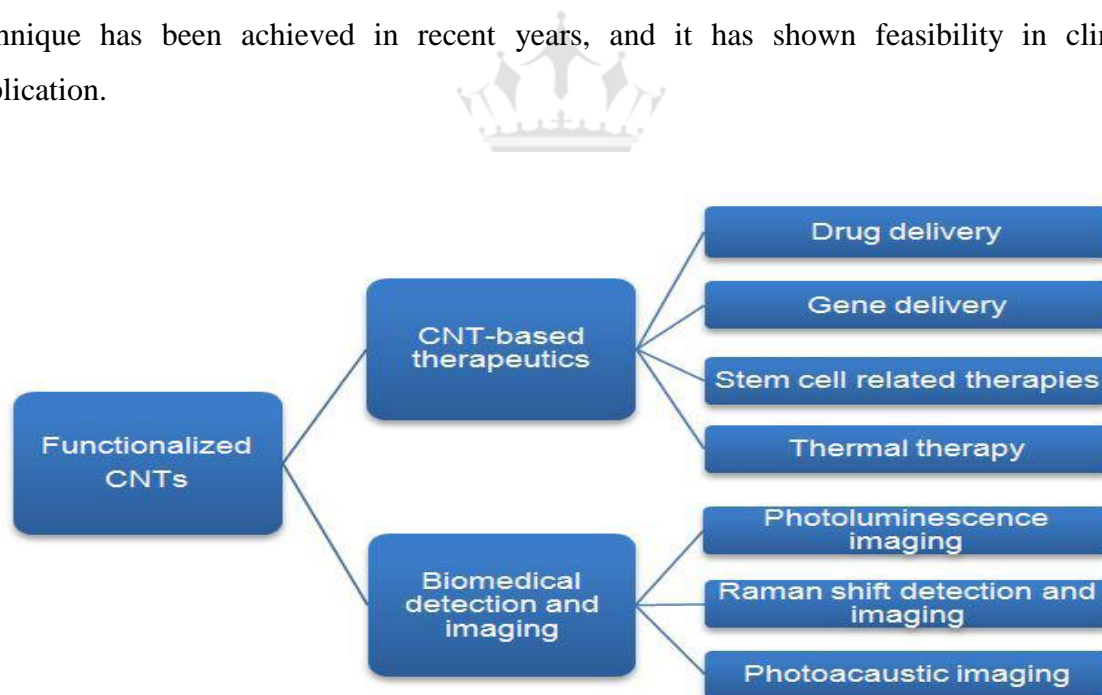 chnique has been achieved in recent years, and it has shown feasibility in clin
plication.
Functionalized
CNTs
CNT-based
therapeutics
Drug delivery
Gene delivery
Stem cell related therapies
Thermal therapy
Biomedical
detection and
imaging
Photoluminescence
imaging
Raman shift detection and
imaging
Photoacaustic imaging